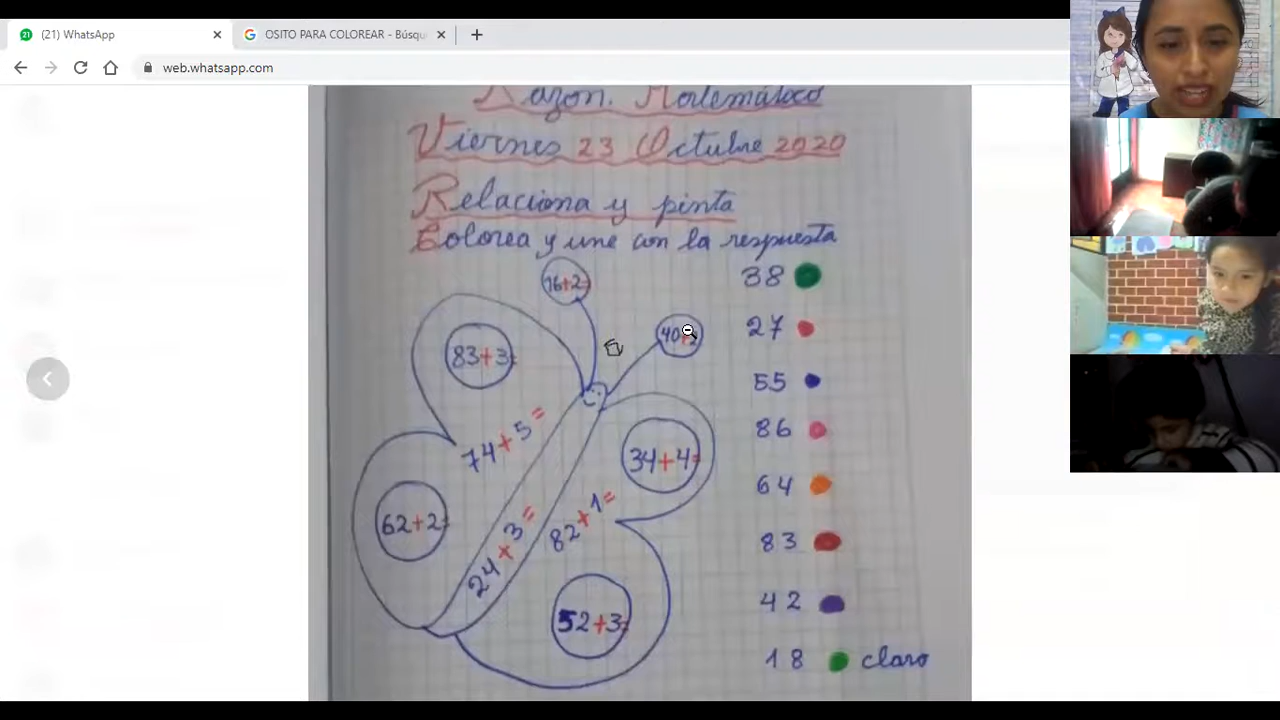 (21) WhatsApp
OSITO PARA COLOREAR - Búsqu
web.whatsapp.com
Razon. Matemático
Viernes 23 Octubre 2020
Relaciona y pinta
Colorea y une con la respuesta
16+2=
40+2
83+3=
74+5=
34+4=
62+2=
24+3=
82+1=
52+3=
38
27
55
86
64
83
42
18 claro